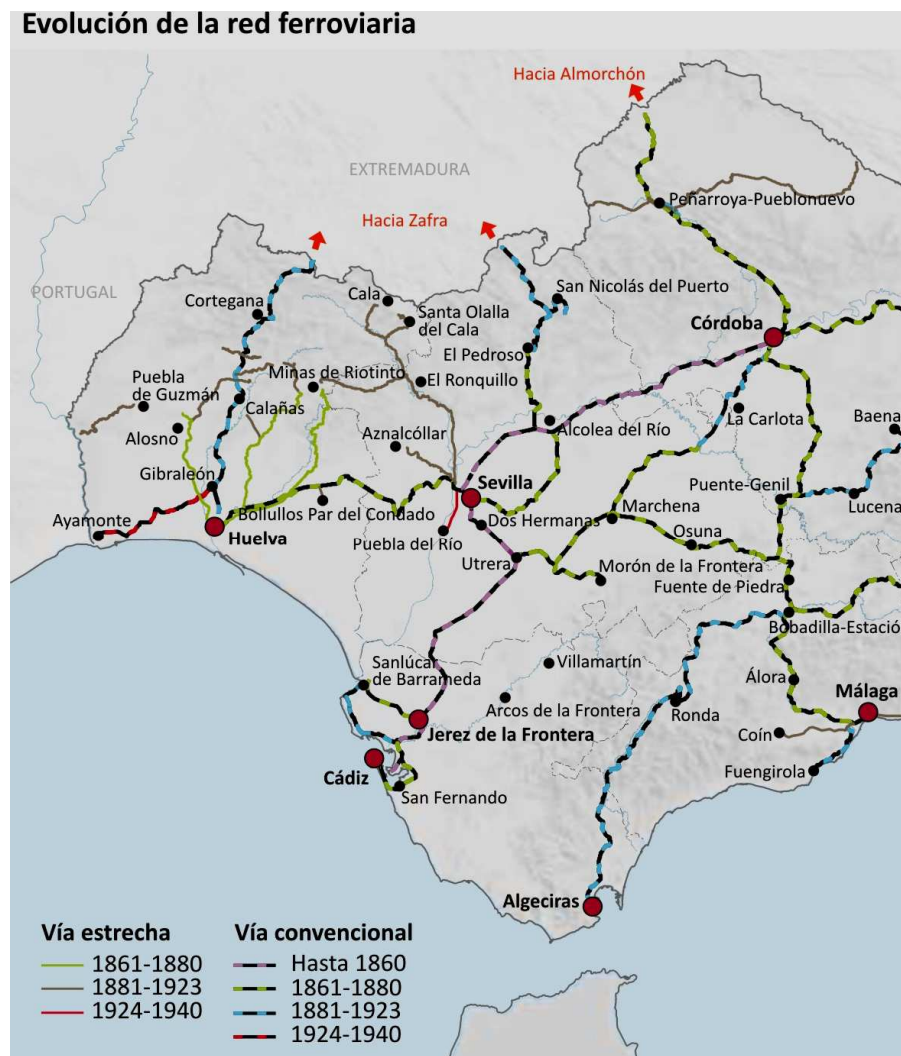 Evolución de la red ferroviaria
Hacia Almorchón
EXTREMADURA
Peñarroya-Pueblonuevo
Hacia Zafra
PORTUGAL
San Nicolás del Puerto
Cortegana
Cala
Santa Olalla
del Cala
Córdoba
El Pedroso
Minas de Riotinto
El Ronquillo
Puebla
de Guzmán
Calañas
La Carlota
Baena
Alosno
Aznalcóllar
Alcolea del Río
Gibraleón
Sevilla
Puente-Genil
Marchena
Lucena
Ayamonte
Bollullos Par del Condado
Dos Hermanas
Huelva
Osuna
Puebla del Río
Utrera
Morón de la Frontera
Fuente de Piedra
Bobadilla-Estació
Sanlúcar
de Barrameda
Villamartín
Álora
Málaga
Arcos de la Frontera
Ronda
Jerez de la Frontera
Coín
Cádiz
Fuengirola
San Fernando
Algeciras
Vía estrecha
1861-1880
1881-1923
1924-1940
Vía convencional
Hasta 1860
1861-1880
1881-1923
1924-1940